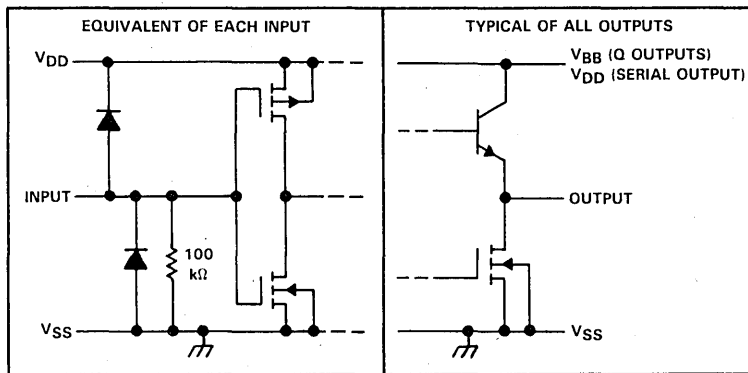 EQUIVALENT OF EACH INPUT
VDD
INPUT
100
kΩ
VSS
TYPICAL OF ALL OUTPUTS
VBB (Q OUTPUTS)
VDD (SERIAL OUTPUT)
OUTPUT
VSS